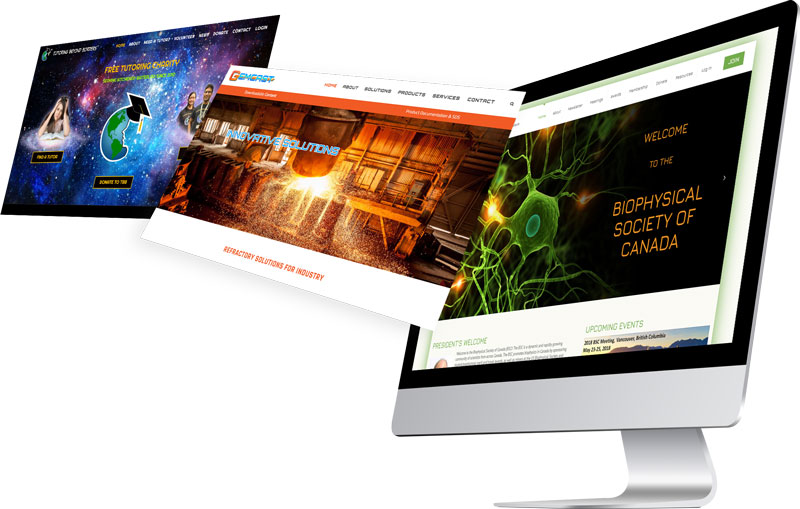 TUTORING BEYOND BORDERS
HOME ABOUT NEED A TUTOR? VOLUNTEER NEWS DONATE CONTACT LOGIN
FREE TUTORING CHARITY
FIND A TUTOR
DONATE TO TBB
GEMCAST
HOME ABOUT SOLUTIONS PRODUCTS SERVICES CONTACT
Product Documentation & SDS
INNOVATIVE SOLUTIONS
REFRACTORY SOLUTIONS FOR INDUSTRY
Home About Newsletter Meetings Awards Membership Donate Resources Log In JOIN
WELCOME
TO THE
BIOPHYSICAL
SOCIETY OF
CANADA
PRESIDENT'S WELCOME
UPCOMING EVENTS
2018 BSC Meeting, Vancouver, British Columbia
May 23-25, 2018